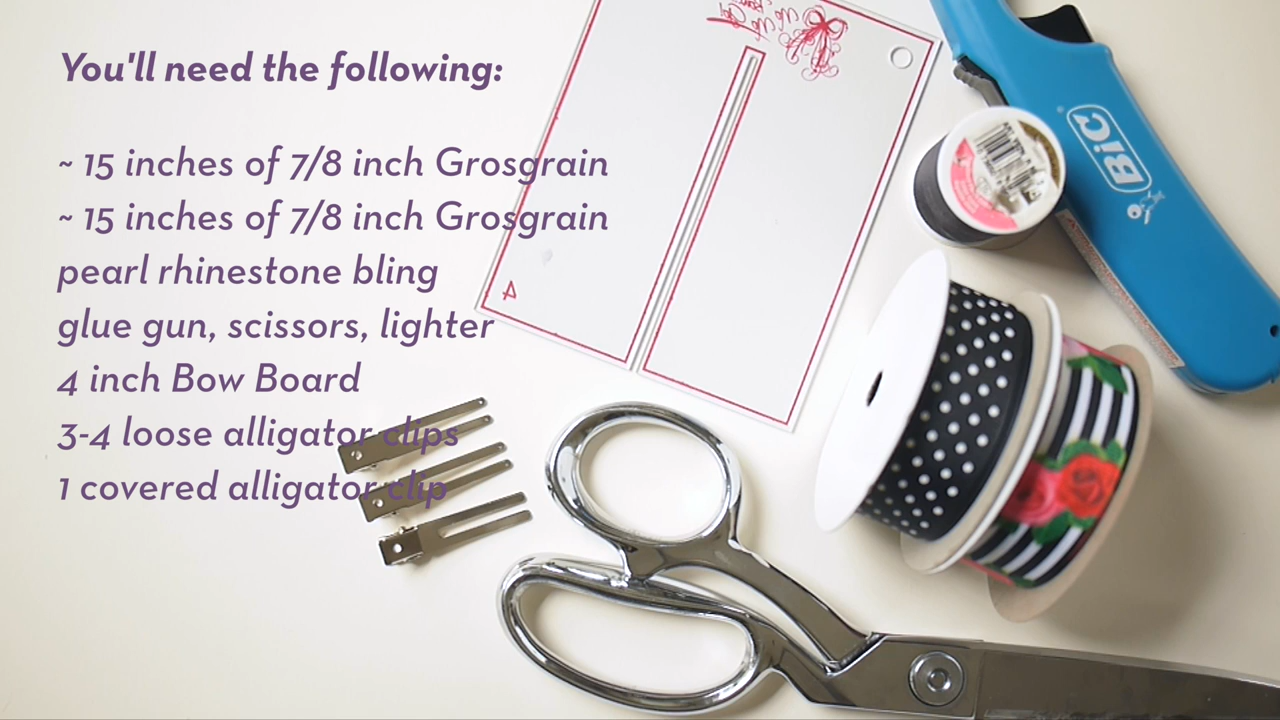 You'll need the following:
~ 15 inches of 7/8 inch Grosgrain
~ 15 inches of 7/8 inch Grosgrain
pearl rhinestone bling
glue gun, scissors, lighter
4 inch Bow Board
3-4 loose alligator clips
1 covered alligator clip
4
BiC